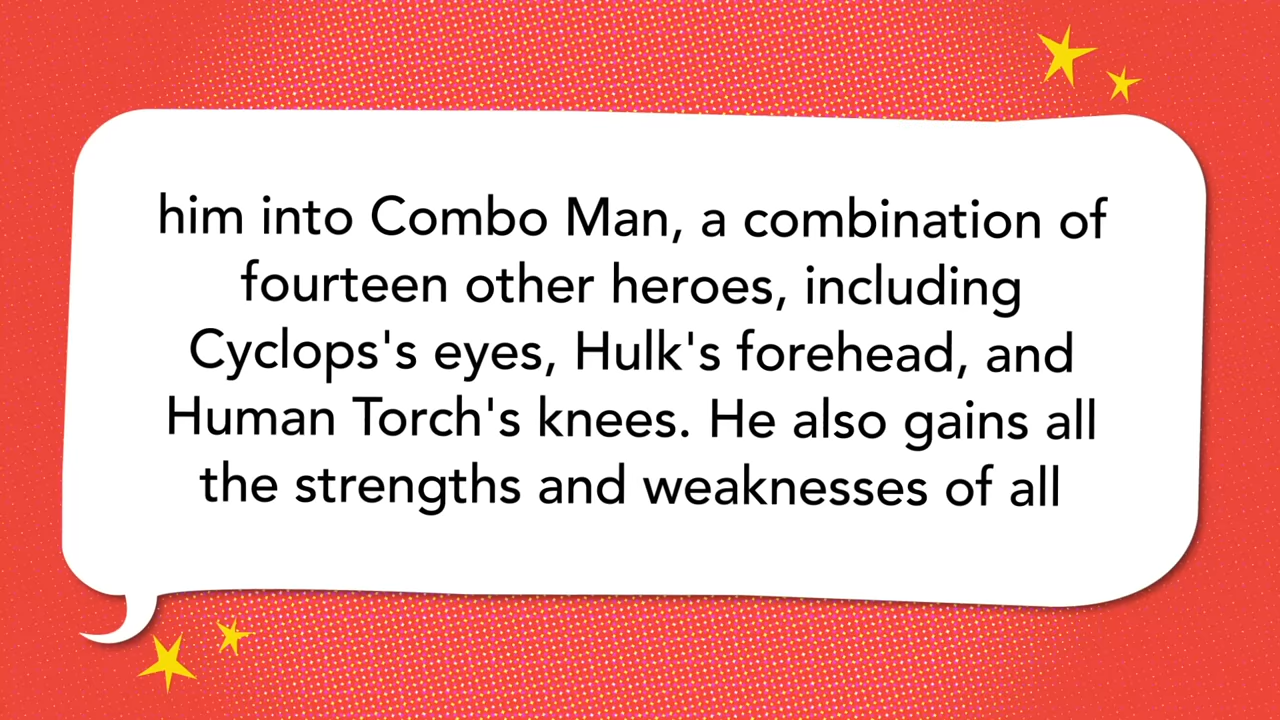 him into Combo Man, a combination of
fourteen other heroes, including
Cyclops's eyes, Hulk's forehead, and
Human Torch's knees. He also gains all
the strengths and weaknesses of all